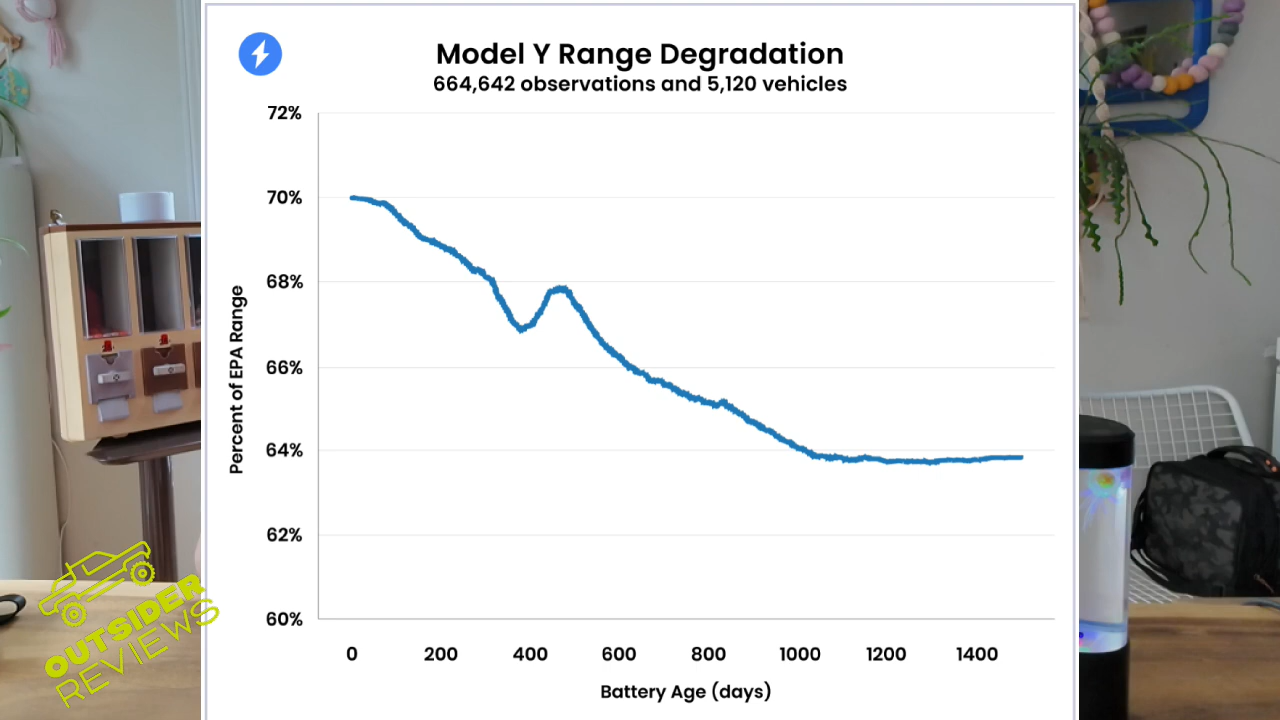 Model Y Range Degradation
664,642 observations and 5,120 vehicles
72%
70%
68%
66%
64%
62%
60%
Percent of EPA Range
0 200 400 600 800 1000 1200 1400
Battery Age (days)
OUTSIDER
REVIEWS